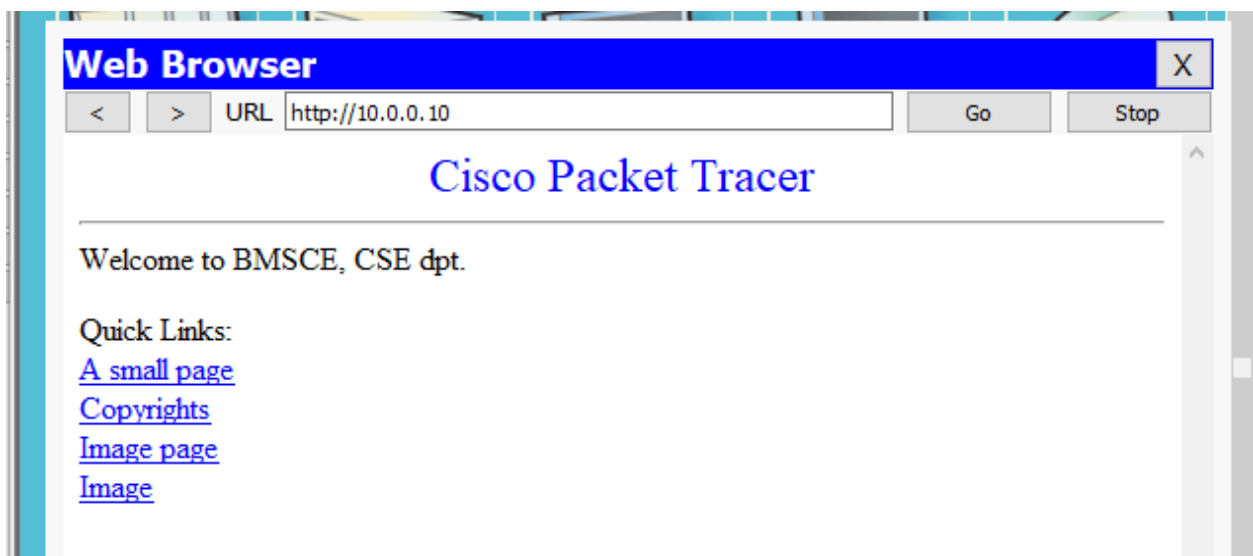 Web Browser X
< > URL http://10.0.0.10 Go Stop
Cisco Packet Tracer
Welcome to BMSCE, CSE dpt.
Quick Links:
A small page
Copyrights
Image page
Image